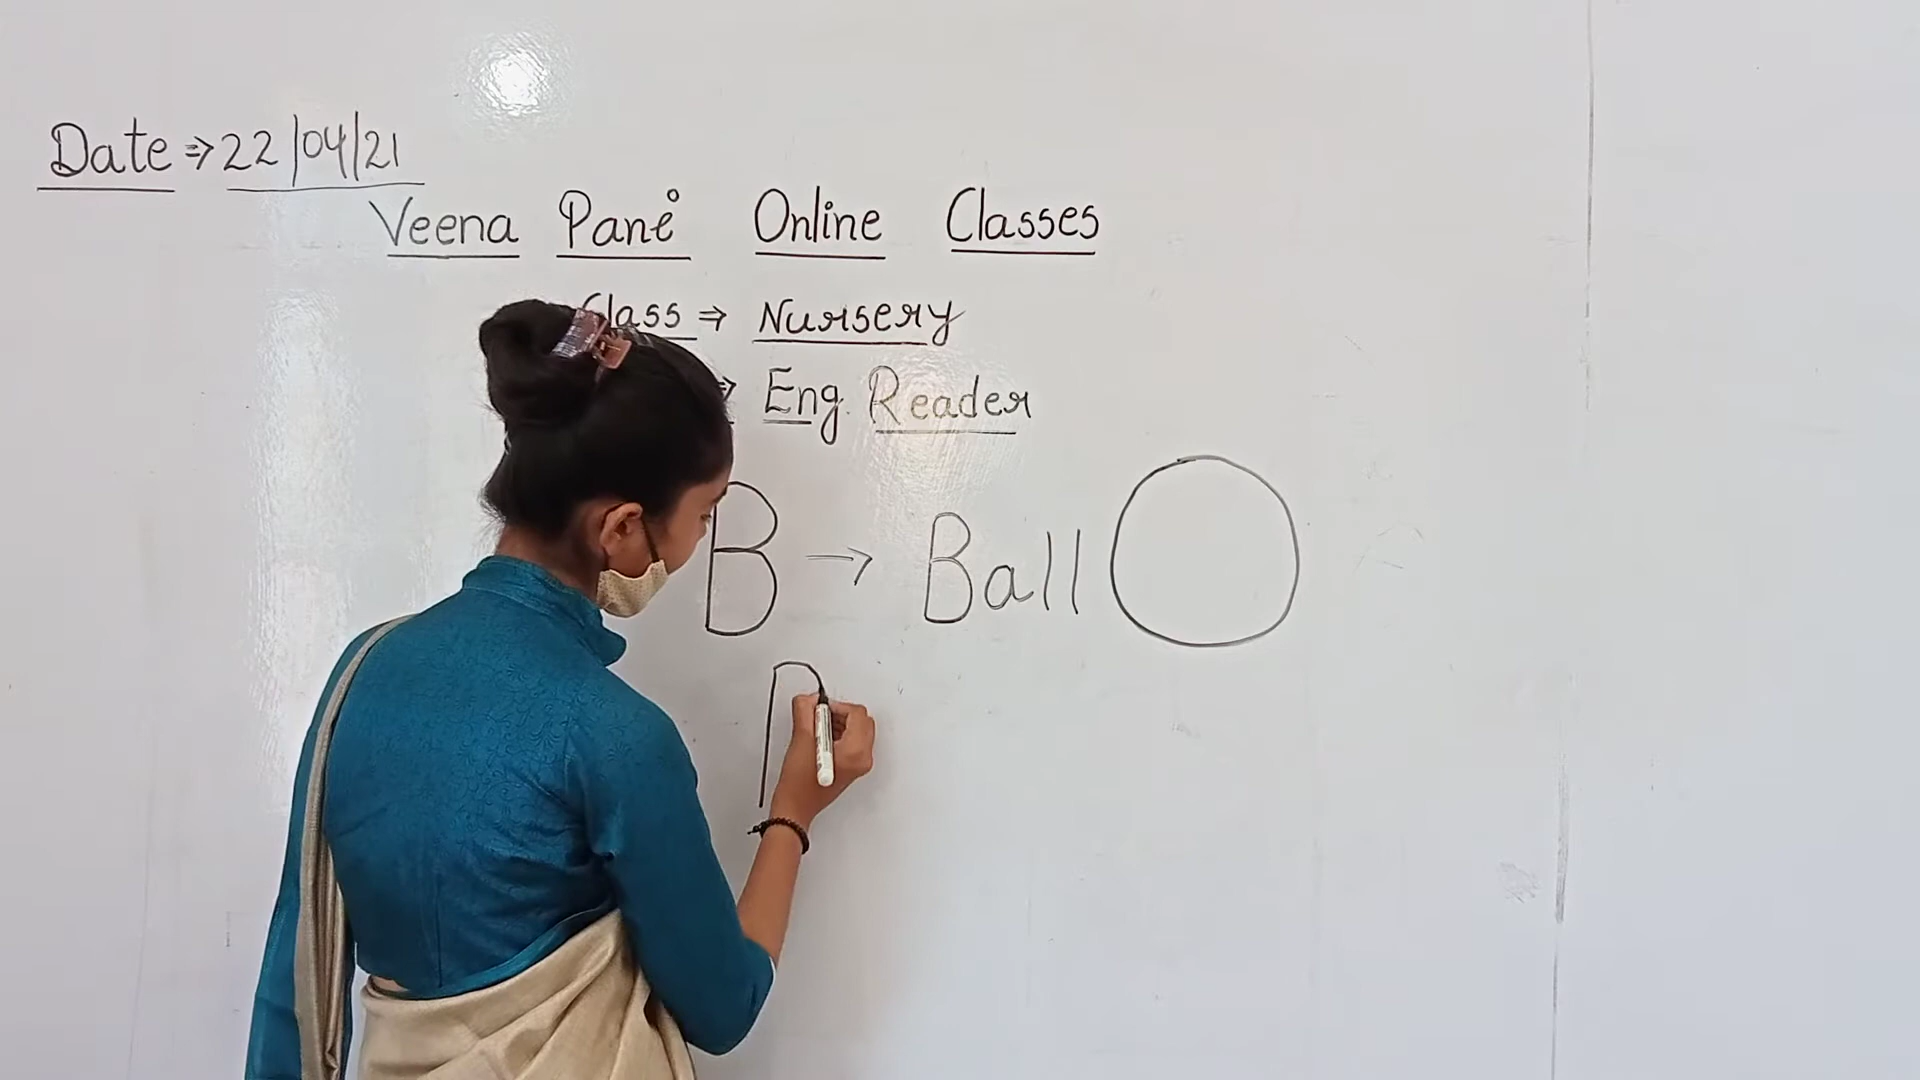 Date ⇒ 22/04/21
Veena Pani Online Classes
Class ⇒ Nursery
⇒ Eng. Reader
B → Ball